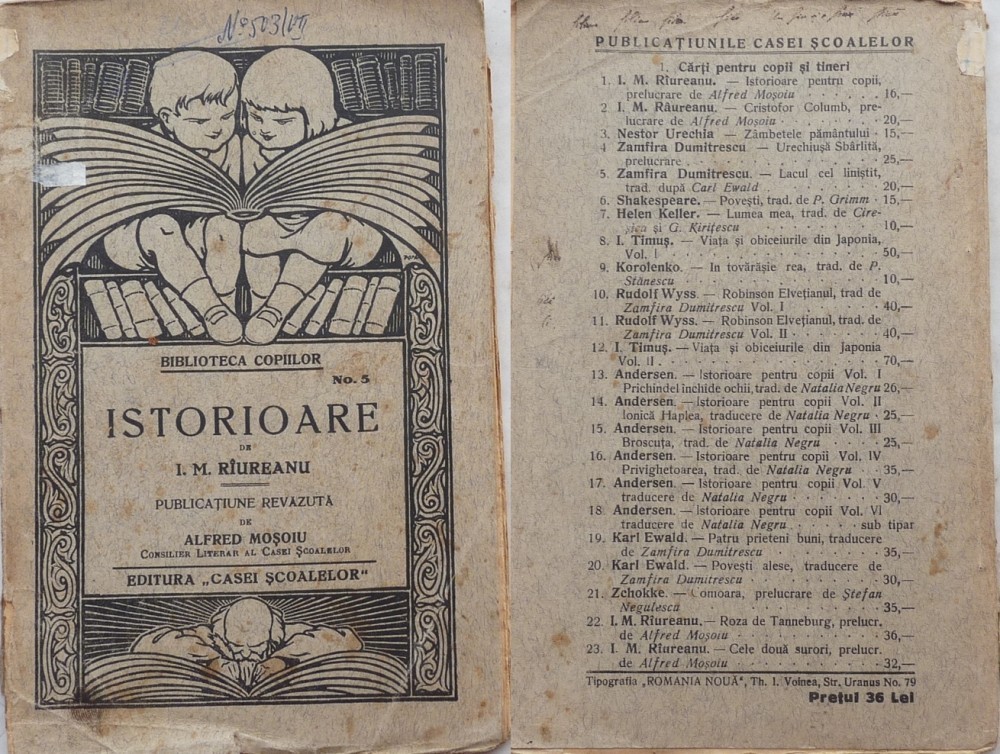 No 503/VII
BIBLIOTECA COPIILOR
No. 5
ISTORIOARE
DE
I. M. RÎUREANU
PUBLICAȚIUNE REVĂZUTĂ
DE
ALFRED MOȘOIU
CONSILIER LITERAR AL CASEI ȘCOALELOR
EDITURA „CASEI ȘCOALELOR"
PUBLICAȚIUNILE CASEI ȘCOALELOR
1. Cărți pentru copii și tineri
1. I. M. Rîureanu. — Istorioare pentru copii,
prelucrare de Alfred Moșoiu . . . . . . 16,—
2 I. M. Râureanu. — Cristofor Columb, pre-
lucrare de Alfred Moșoiu . . . . . . . 20,—
3. Nestor Urechia — Zâmbetele pământului · 15,—
4 Zamfira Dumitrescu — Urechiușă Sbârlită,
prelucrare . . . . . . . . . . . . 25,—
5. Zamfira Dumitrescu. — Lacul cel liniștit,
trad. după Carl Ewald . . . . . . . . 20,—
6. Shakespeare. — Povești, trad. de P. Grimm · 15,—
7. Helen Keller. — Lumea mea, trad. de Cire-
șica și G. Kirițescu . . . . . . . . 10,—
8. I. Timuș. — Viața și obiceiurile din Japonia,
Vol. I . . . . . . . . . . . . . 50,—
9. Korolenko. — In tovărășie rea, trad. de P.
Stănescu . . . . . . . . . . . . 10,—
10. Rudolf Wyss. — Robinson Elvețianul, trad de
Zamfira Dumitrescu Vol. I . . . . . . 40,—
11. Rudolf Wyss. — Robinson Elvețianul, trad. de
Zamfira Dumitrescu Vol. II . . . . . . 40,—
12. I. Timuș. — Viața și obiceiurile din Japonia
Vol. II . . . . . . . . . . . . . 70,—
13. Andersen. — Istorioare pentru copii Vol. I
Prichindel închide ochii, trad. de Natalia Negru 26,—
14. Andersen. — Istorioare pentru copii Vol. II
Ionică Haplea, traducere de Natalia Negru · 25,—
15. Andersen. — Istorioare pentru copii Vol. III
Broscuța, trad. de Natalia Negru . . . . 25,—
16. Andersen. — Istorioare pentru copii Vol. IV
Privighetoarea, trad. de Natalia Negru . . 35,—
17. Andersen. — Istorioare pentru copii Vol. V
traducere de Natalia Negru . . . . . . 30,—
18. Andersen. — Istorioare pentru copii Vol. VI
traducere de Natalia Negru . . . . . sub tipar
19. Karl Ewald. — Patru prieteni buni, traducere
de Zamfira Dumitrescu . . . . . . . . 35,—
20. Karl Ewald. — Povești alese, traducere de
Zamfira Dumitrescu . . . . . . . . . 30,—
21. Zchokke. — Comoara, prelucrare de Ștefan
Negulescu . . . . . . . . . . . . 35,—
22. I. M. Rîureanu. — Roza de Tanneburg, prelucr.
de Alfred Moșoiu . . . . . . . . . . 36,—
23. I. M. Rîureanu. — Cele două surori, prelucr.
de Alfred Moșoiu . . . . . . . . . . 32,—
Tipografia „ROMANIA NOUĂ", Th. I. Voinea, Str. Uranus No. 79
Prețul 36 Lei